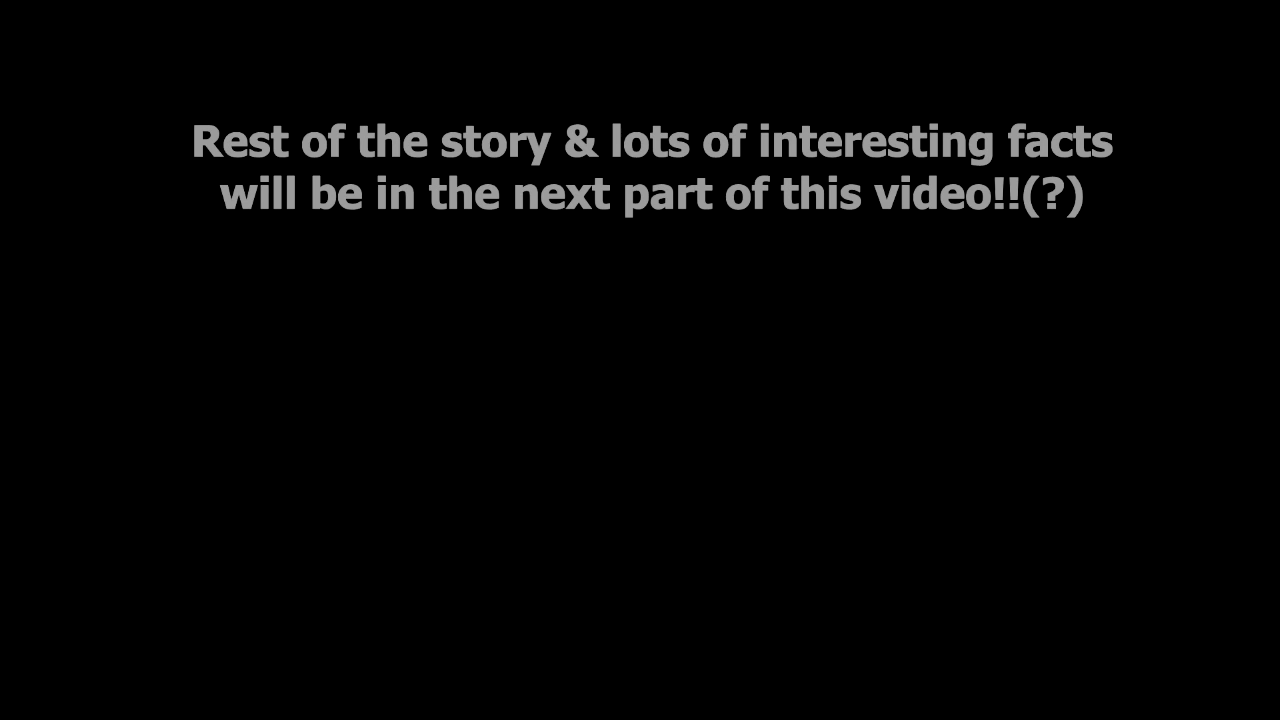 Rest of the story & lots of interesting facts
will be in the next part of this video!!(?)